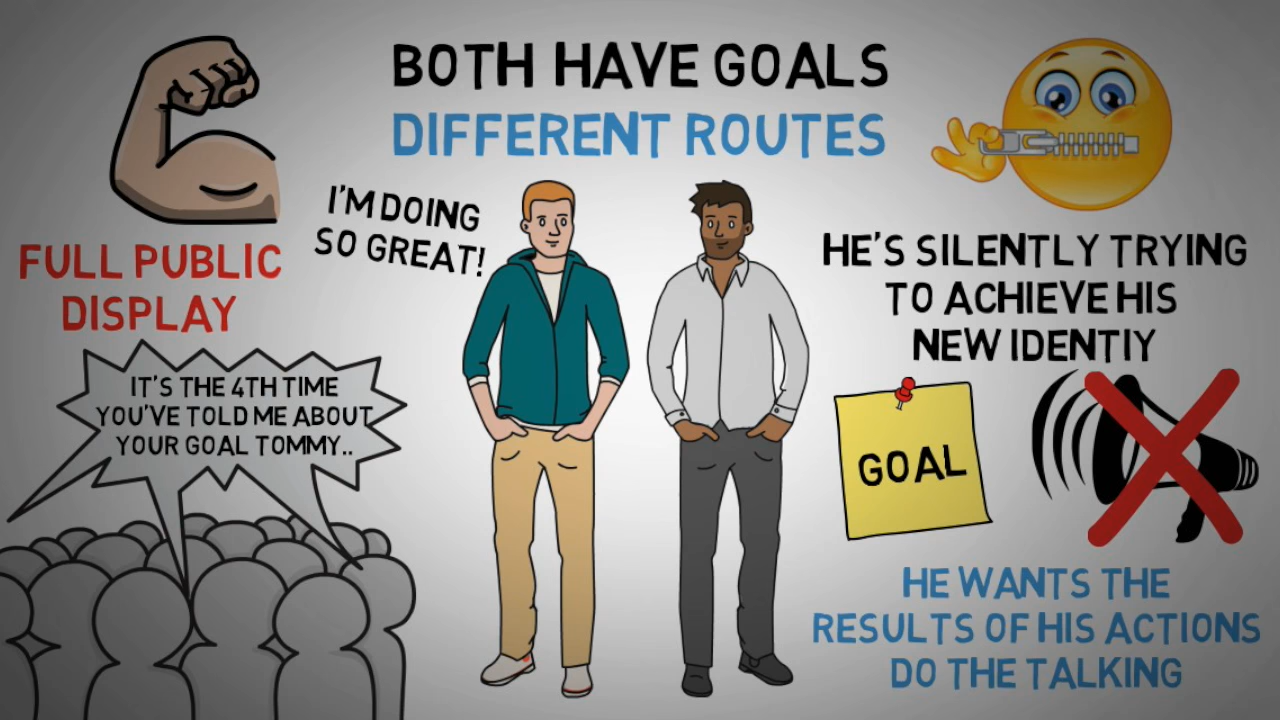 BOTH HAVE GOALS
DIFFERENT ROUTES
FULL PUBLIC
DISPLAY
I'M DOING
SO GREAT!
IT'S THE 4TH TIME
YOU'VE TOLD ME ABOUT
YOUR GOAL TOMMY..
HE'S SILENTLY TRYING
TO ACHIEVE HIS
NEW IDENTIY
GOAL
HE WANTS THE
RESULTS OF HIS ACTIONS
DO THE TALKING